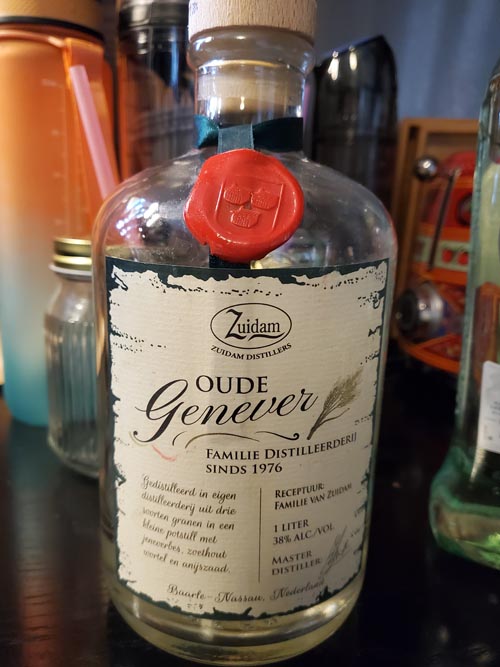 Zuidam
ZUIDAM DISTILLERS
OUDE
Genever
FAMILIE DISTILLEERDERIJ
SINDS 1976
Gedistilleerd in eigen
distilleerderij uit drie
soorten granen in een
kleine potstill met
jeneverbes, zoethout
wortel en anijszaad.
RECEPTUUR:
FAMILIE VAN ZUIDAM
1 LITER
38% ALC/VOL
MASTER
DISTILLER:
Baarle-Nassau, Nederland